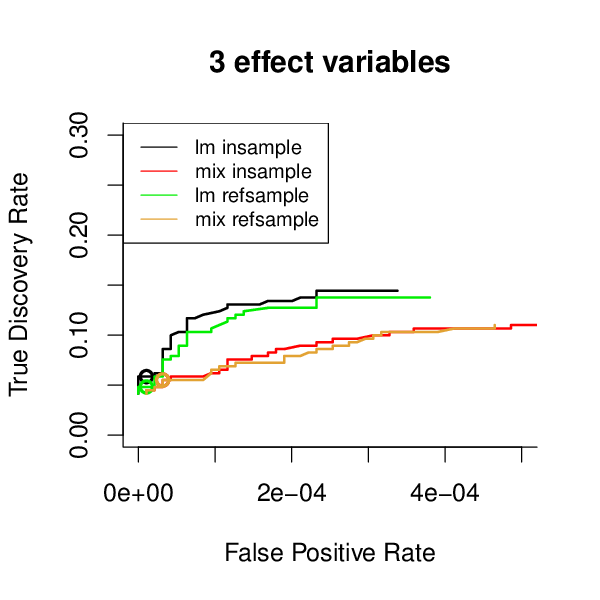 3 effect variables
True Discovery Rate
0.30
0.20
0.10
0.00
lm insample
mix insample
lm refsample
mix refsample
0e+00 2e−04 4e−04
False Positive Rate